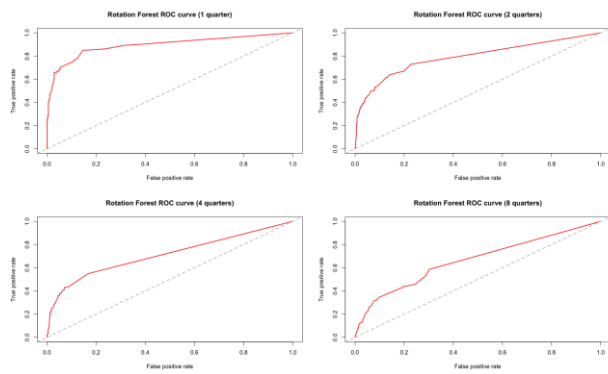 Rotation Forest ROC curve (1 quarter)
True positive rate
0.0 0.2 0.4 0.6 0.8 1.0
0.0 0.2 0.4 0.6 0.8 1.0
False positive rate
Rotation Forest ROC curve (2 quarters)
True positive rate
0.0 0.2 0.4 0.6 0.8 1.0
0.0 0.2 0.4 0.6 0.8 1.0
False positive rate
Rotation Forest ROC curve (4 quarters)
True positive rate
0.0 0.2 0.4 0.6 0.8 1.0
0.0 0.2 0.4 0.6 0.8 1.0
False positive rate
Rotation Forest ROC curve (8 quarters)
True positive rate
0.0 0.2 0.4 0.6 0.8 1.0
0.0 0.2 0.4 0.6 0.8 1.0
False positive rate